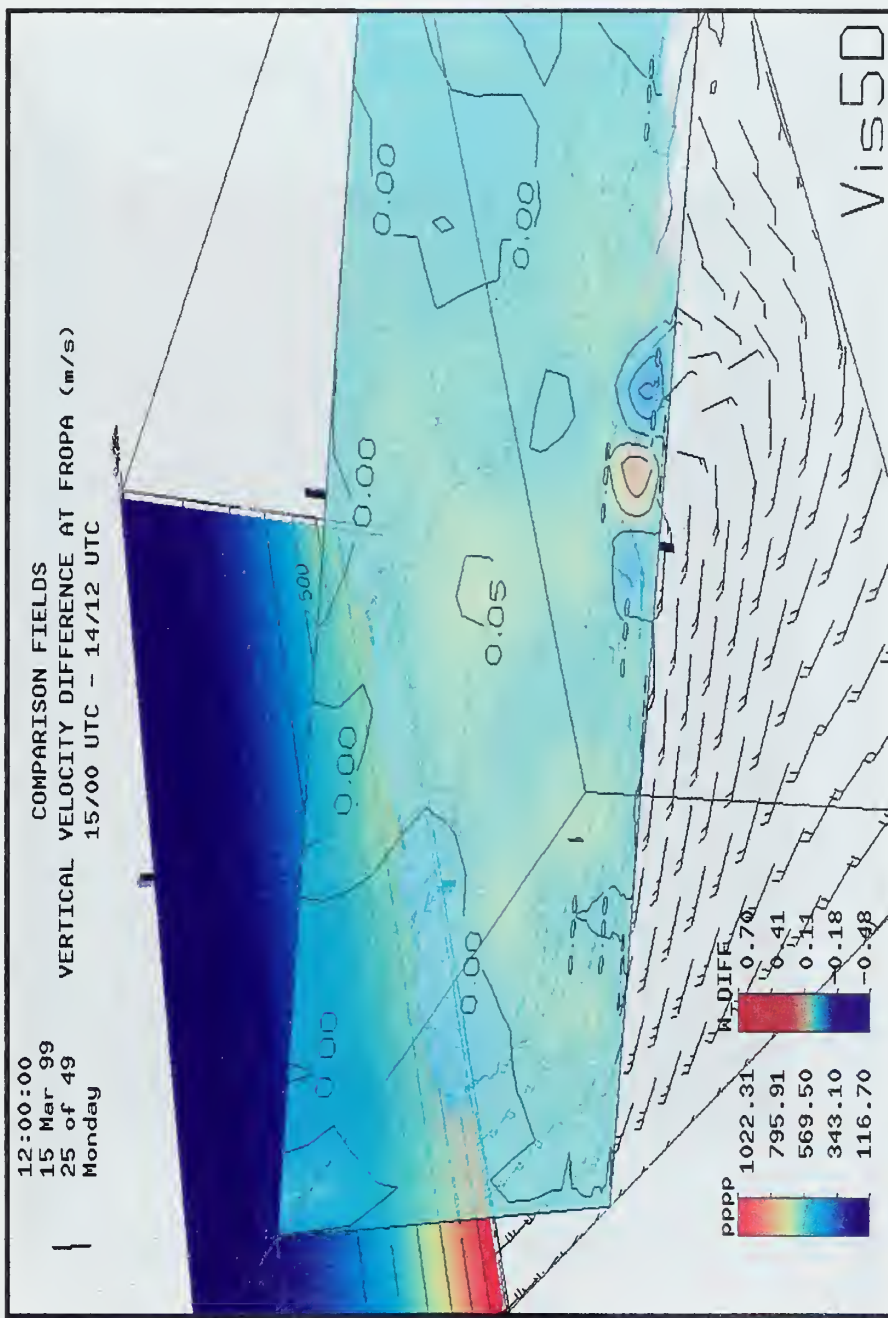 12:00:00
15 Mar 99
25 of 49
Monday
COMPARISON FIELDS
VERTICAL VELOCITY DIFFERENCE AT FROPA (m/s)
15/00 UTC - 14/12 UTC
500
0.00
0.00
0.00
0.00
0.00
0.00
0.05
PPPP
1022.31
795.91
569.50
343.10
116.70
W_DIFF
0.70
0.41
0.11
-0.18
-0.48
Vis5D